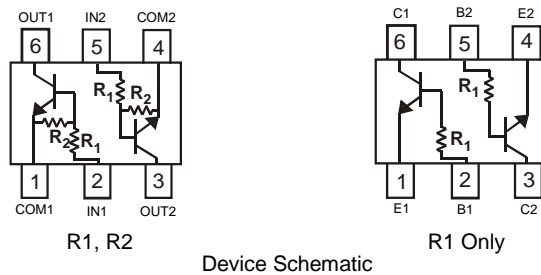 OUT1 IN2 COM2
6 5 4
R1 R2
R2 R1
1 2 3
COM1 IN1 OUT2
R1, R2
C1 B2 E2
6 5 4
R1
R1
1 2 3
E1 B1 C2
R1 Only
Device Schematic